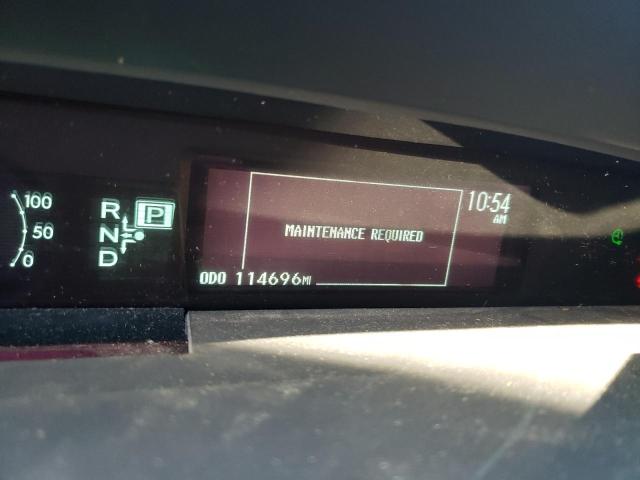 100
50
0
R
P
N
D
MAINTENANCE REQUIRED
10:54
AM
ODO 114696MI